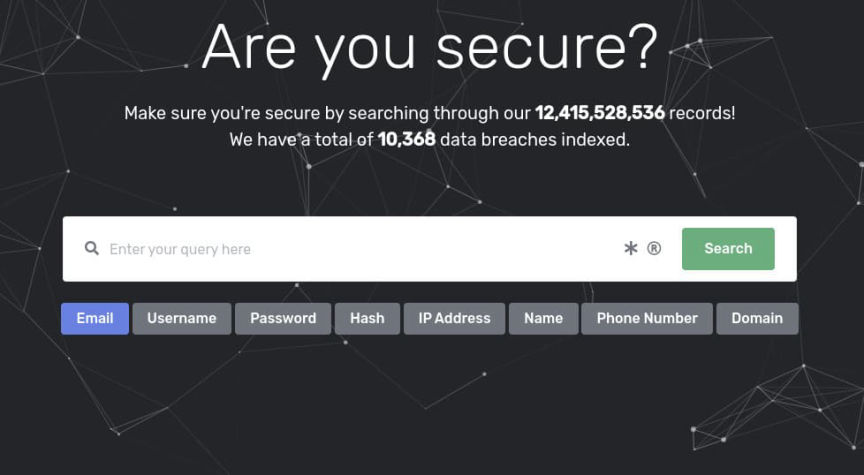 Are you secure?
Make sure you're secure by searching through our 12,415,528,536 records!
We have a total of 10,368 data breaches indexed.
Enter your query here * ® Search
Email Username Password Hash IP Address Name Phone Number Domain